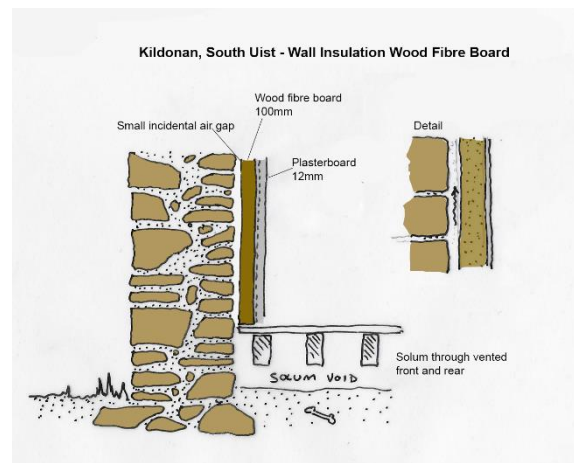 Kildonan, South Uist - Wall Insulation Wood Fibre Board
Wood fibre board
100mm
Small incidental air gap
Plasterboard
12mm
Detail
Solum through vented
front and rear
SOLUM VOID